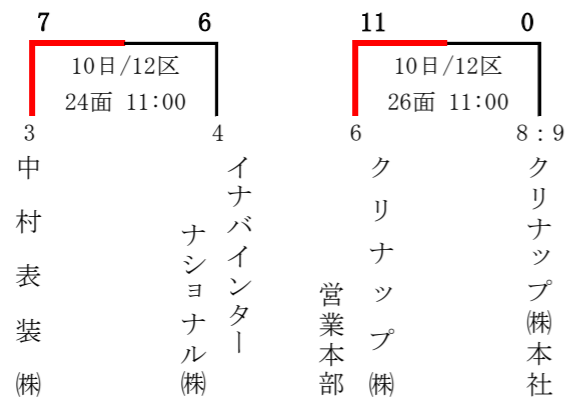 7 6
10日/12区
24面 11:00
3 4
中村表装㈱
イナバインター
ナショナル㈱
11 0
10日/12区
26面 11:00
6 8:9
クリナップ㈱
営業本部
クリナップ㈱本社